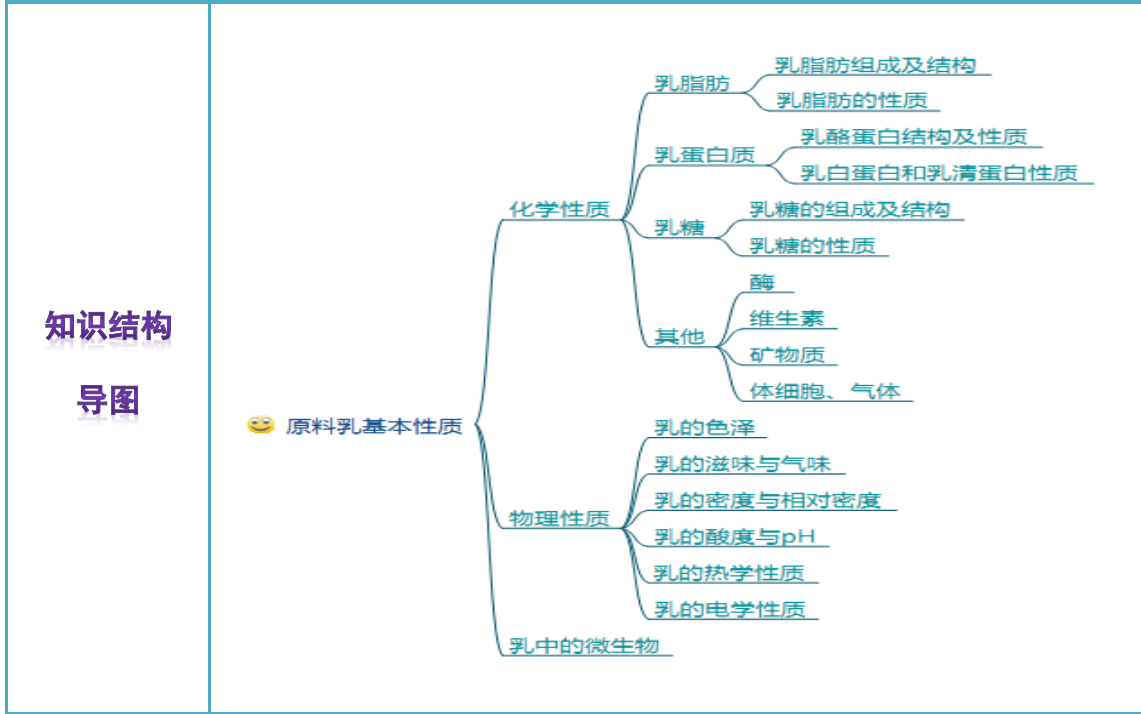 知识结构
导图
原料乳基本性质
化学性质
乳脂肪
乳脂肪组成及结构
乳脂肪的性质
乳蛋白质
乳酪蛋白结构及性质
乳白蛋白和乳清蛋白性质
乳糖
乳糖的组成及结构
乳糖的性质
其他
酶
维生素
矿物质
体细胞、气体
物理性质
乳的色泽
乳的滋味与气味
乳的密度与相对密度
乳的酸度与pH
乳的热学性质
乳的电学性质
乳中的微生物